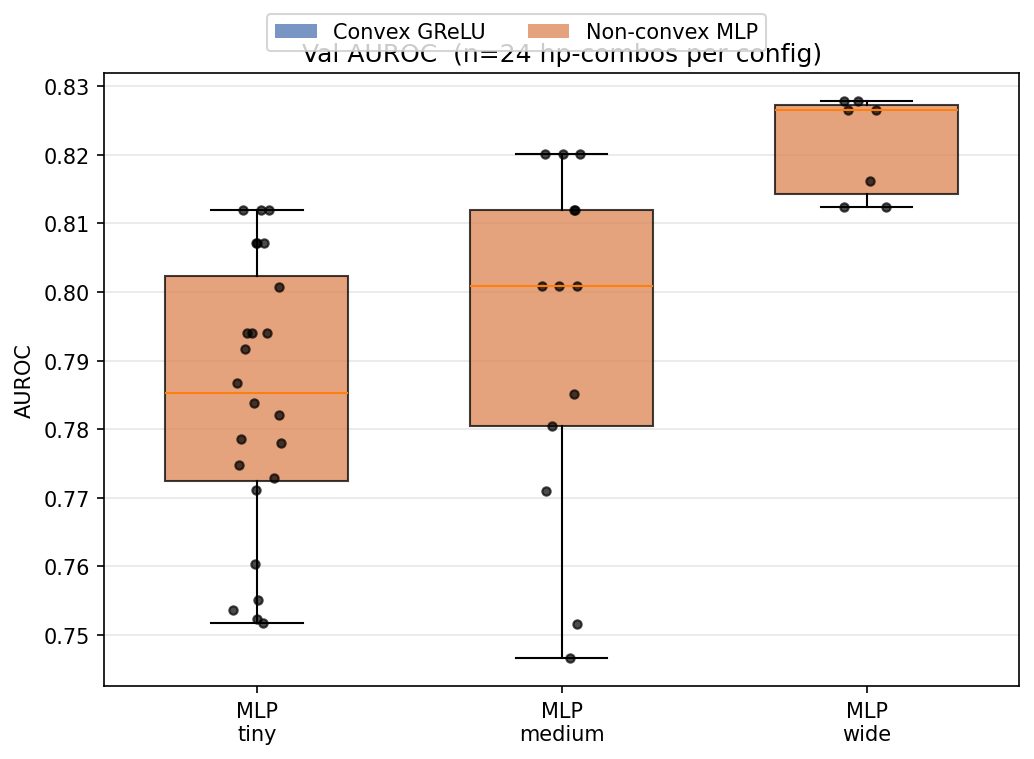 Convex GReLU Non-convex MLP
Val AUROC (n=24 hp-combos per config)
0.83
0.82
0.81
0.80
0.79
0.78
0.77
0.76
0.75
AUROC
MLP
tiny
MLP
medium
MLP
wide